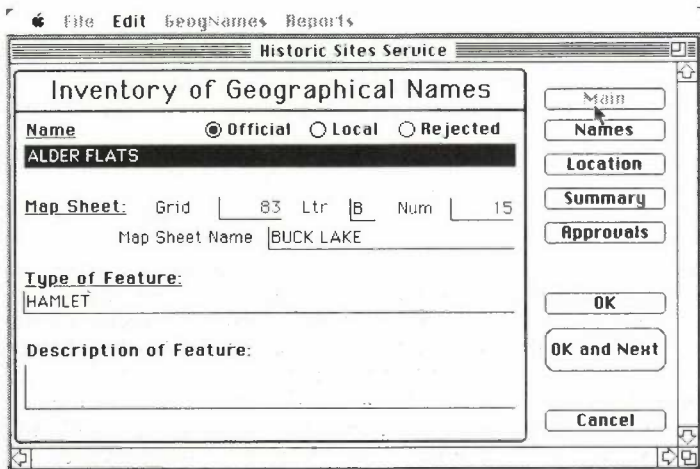 File Edit GeogNames Reports
Historic Sites Service
Inventory of Geographical Names
Name Official Local Rejected
ALDER FLATS
Map Sheet: Grid 83 Ltr B Num 15
Map Sheet Name BUCK LAKE
Type of Feature:
HAMLET
Description of Feature:
Main
Names
Location
Summary
Approvals
OK
OK and Next
Cancel